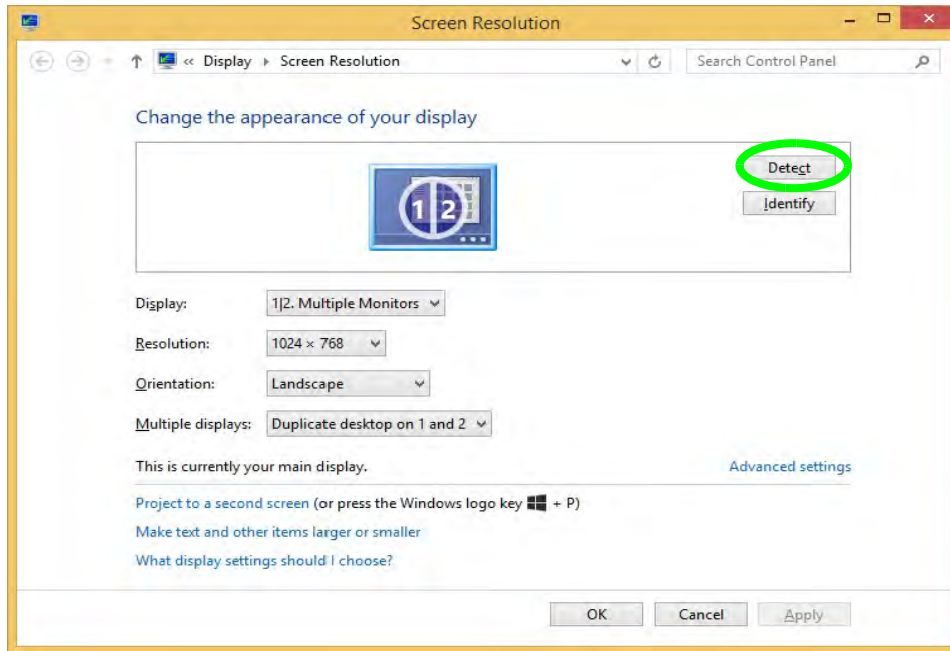 Screen Resolution
« Display ▸ Screen Resolution
Search Control Panel
Change the appearance of your display
Detect
Identify
1|2
Display: 1|2. Multiple Monitors
Resolution: 1024 × 768
Orientation: Landscape
Multiple displays: Duplicate desktop on 1 and 2
This is currently your main display.
Advanced settings
Project to a second screen (or press the Windows logo key + P)
Make text and other items larger or smaller
What display settings should I choose?
OK Cancel Apply